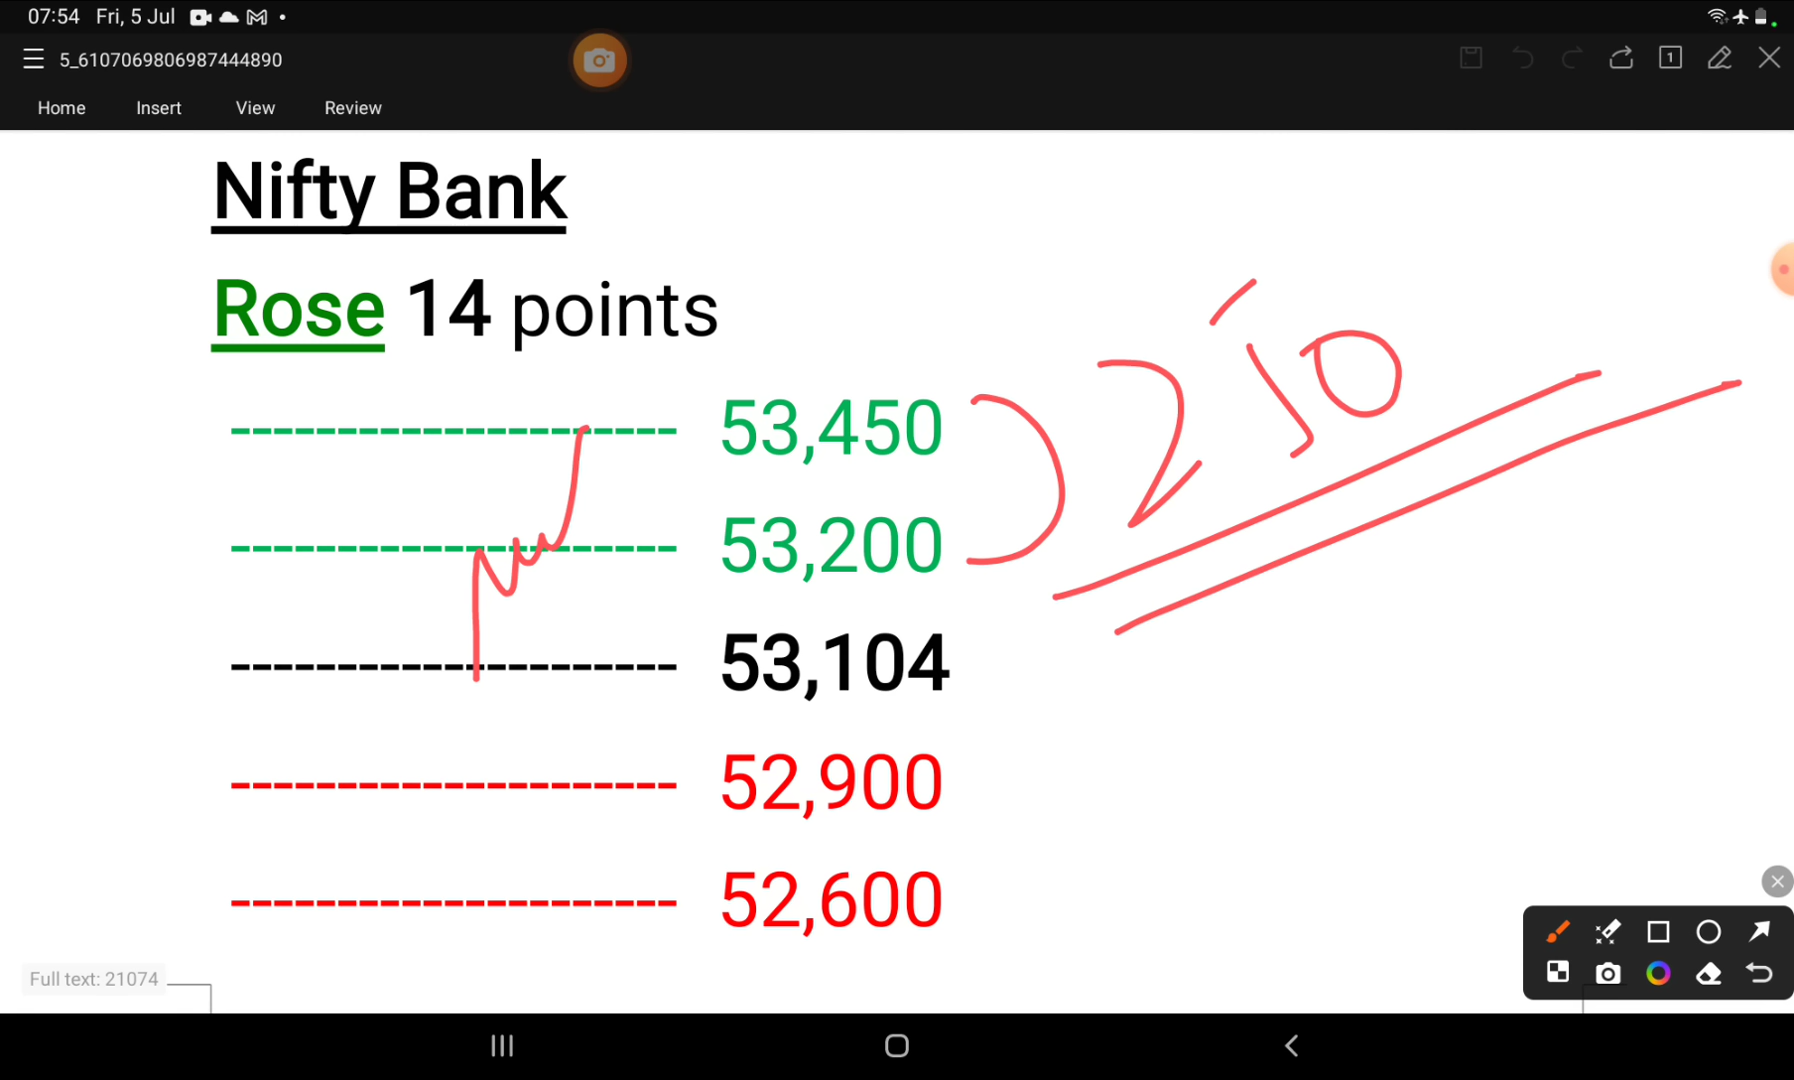 07:54 Fri, 5 Jul
5_6107069806987444890
1
Home Insert View Review
Nifty Bank
Rose 14 points
53,450
250
53,200
53,104
52,900
52,600
Full text: 21074